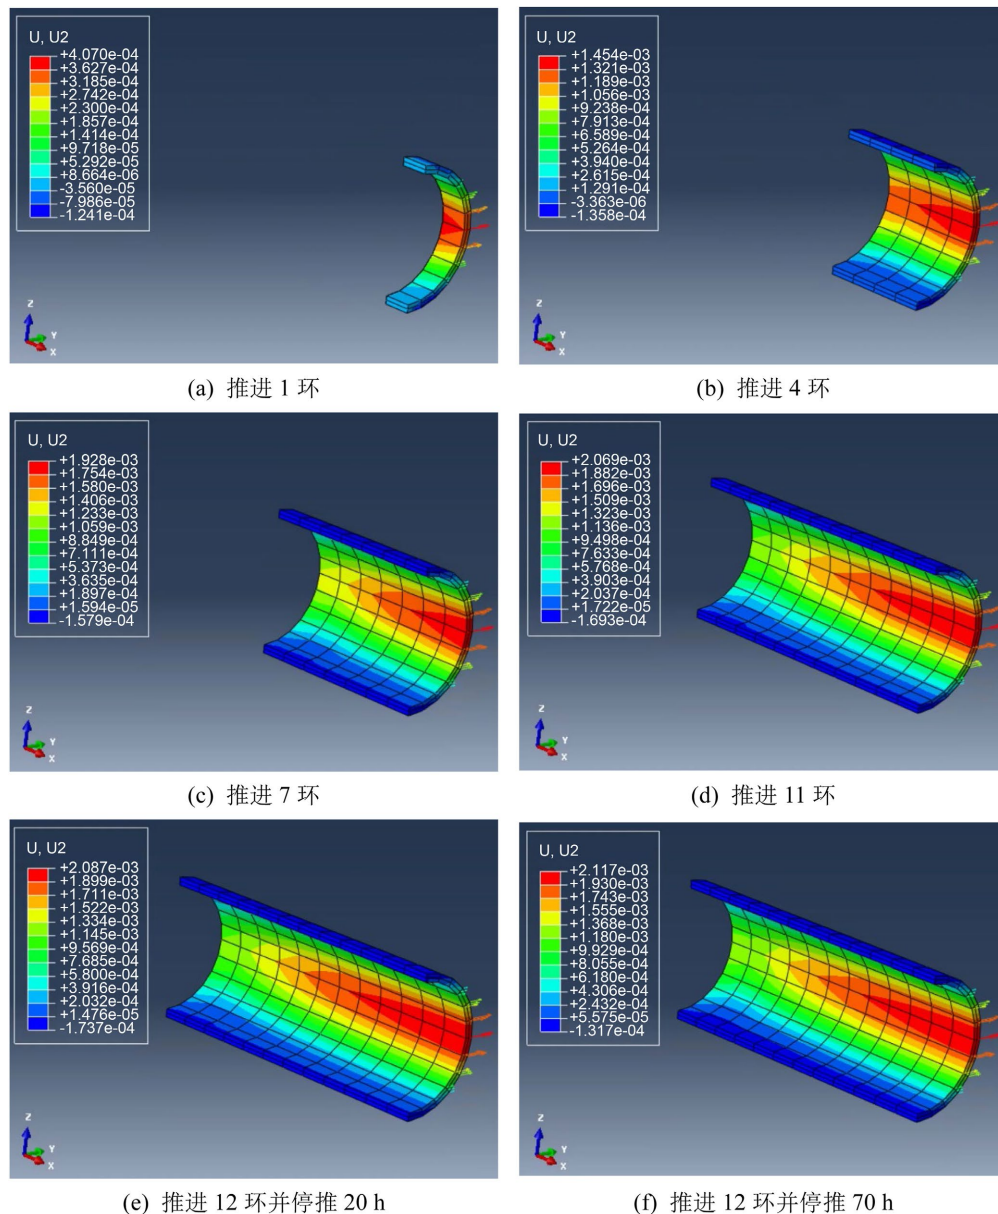 U, U2
+4.070e-04
+3.627e-04
+3.185e-04
+2.742e-04
+2.300e-04
+1.857e-04
+1.414e-04
+9.718e-05
+5.292e-05
+8.664e-06
-3.560e-05
-7.986e-05
-1.241e-04
Z
Y
X
(a) 推进 1 环
U, U2
+1.454e-03
+1.321e-03
+1.189e-03
+1.056e-03
+9.238e-04
+7.913e-04
+6.589e-04
+5.264e-04
+3.940e-04
+2.615e-04
+1.291e-04
-3.363e-06
-1.358e-04
Z
Y
X
(b) 推进 4 环
U, U2
+1.928e-03
+1.754e-03
+1.580e-03
+1.406e-03
+1.233e-03
+1.059e-03
+8.849e-04
+7.111e-04
+5.373e-04
+3.635e-04
+1.897e-04
+1.594e-05
-1.579e-04
Z
Y
X
(c) 推进 7 环
U, U2
+2.069e-03
+1.882e-03
+1.696e-03
+1.509e-03
+1.323e-03
+1.136e-03
+9.498e-04
+7.633e-04
+5.768e-04
+3.903e-04
+2.037e-04
+1.722e-05
-1.693e-04
Z
Y
X
(d) 推进 11 环
U, U2
+2.087e-03
+1.899e-03
+1.711e-03
+1.522e-03
+1.334e-03
+1.145e-03
+9.569e-04
+7.685e-04
+5.800e-04
+3.916e-04
+2.032e-04
+1.476e-05
-1.737e-04
Z
Y
X
(e) 推进 12 环并停推 20 h
U, U2
+2.117e-03
+1.930e-03
+1.743e-03
+1.555e-03
+1.368e-03
+1.180e-03
+9.929e-04
+8.055e-04
+6.180e-04
+4.306e-04
+2.432e-04
+5.575e-05
-1.317e-04
Z
Y
X
(f) 推进 12 环并停推 70 h